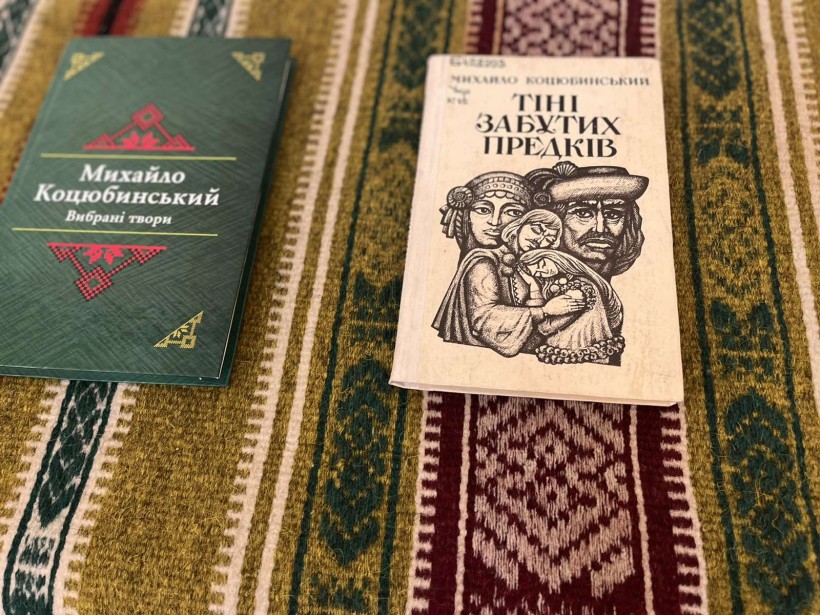 Михайло
Коцюбинський
Вибрані твори
МИХАЙЛО КОЦЮБИНСЬКИЙ
ТІНІ
ЗАБУТИХ
ПРЕДКІВ